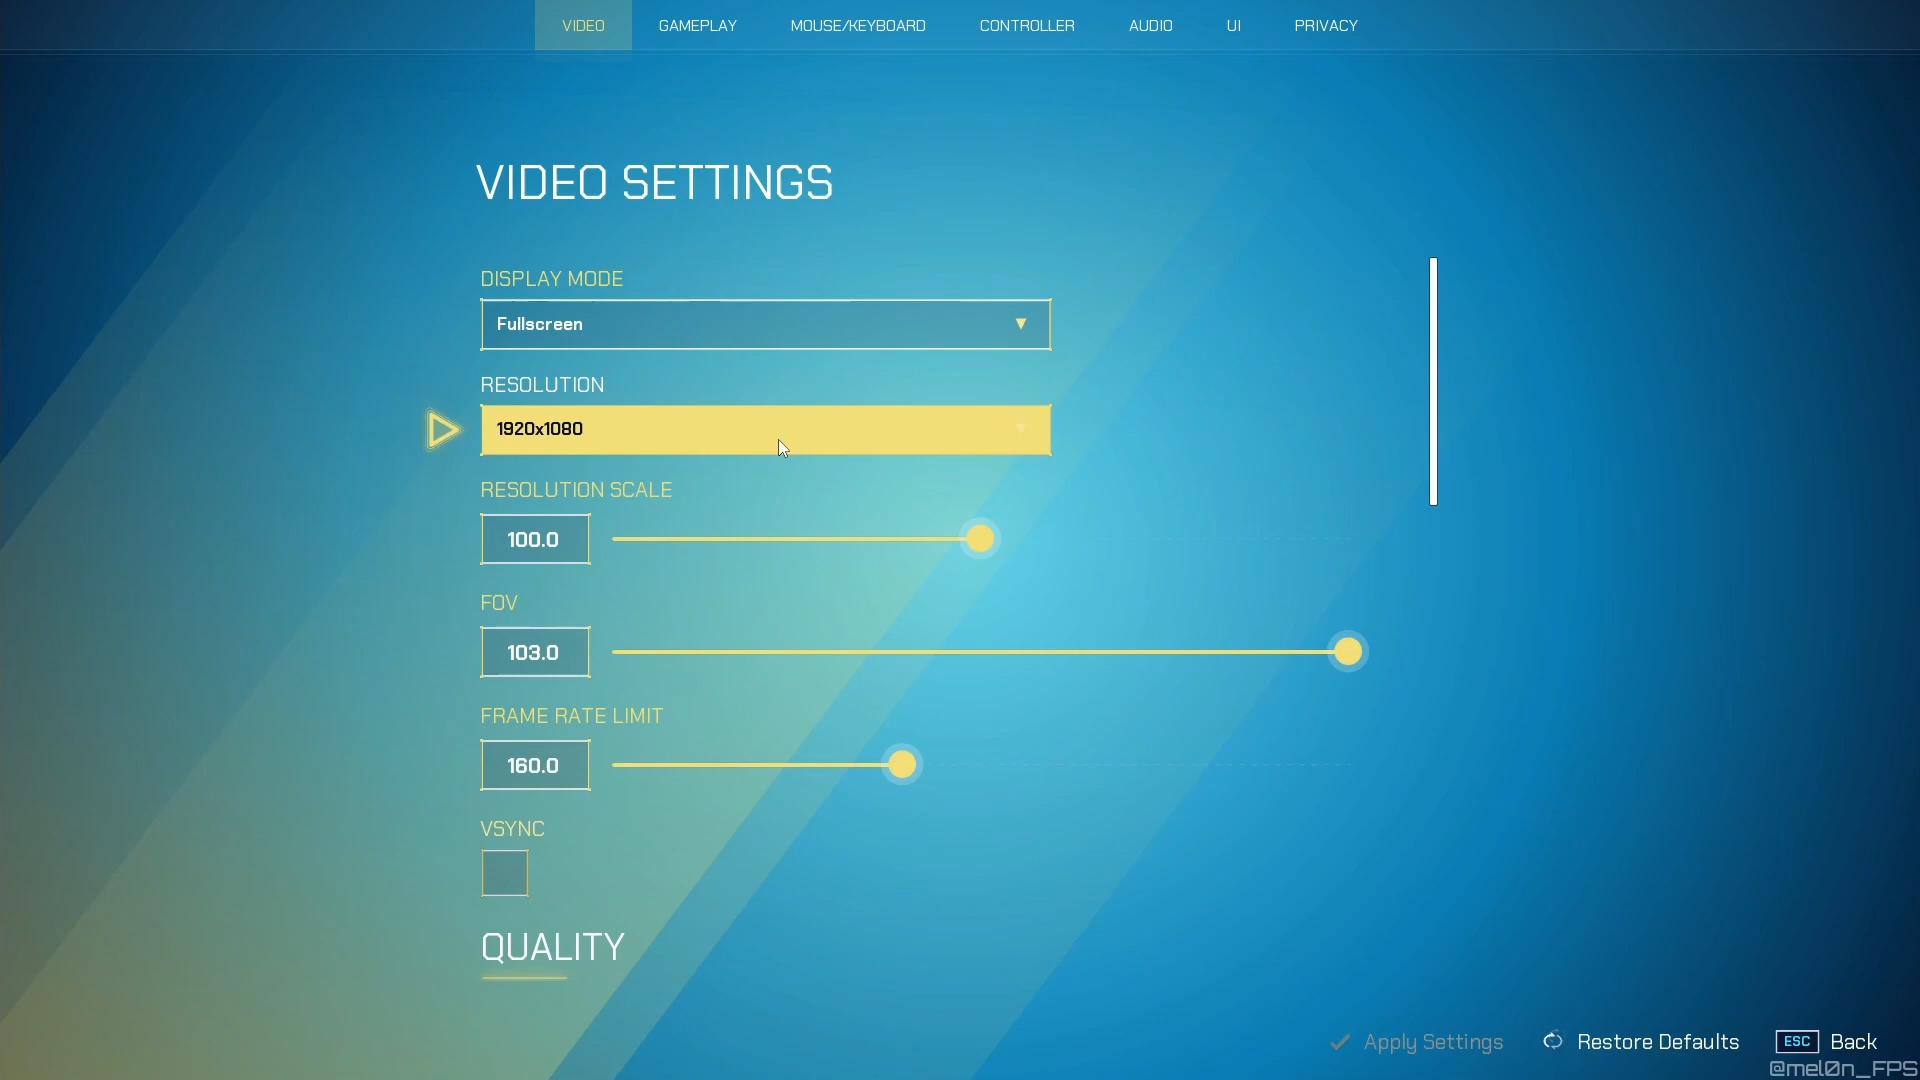 VIDEO
GAMEPLAY
MOUSE/KEYBOARD
CONTROLLER
AUDIO
UI
PRIVACY
VIDEO SETTINGS
DISPLAY MODE
Fullscreen
RESOLUTION
1920x1080
RESOLUTION SCALE
100.0
FOV
103.0
FRAME RATE LIMIT
160.0
VSYNC
QUALITY
Apply Settings
Restore Defaults
ESC Back
@mel0n_FPS